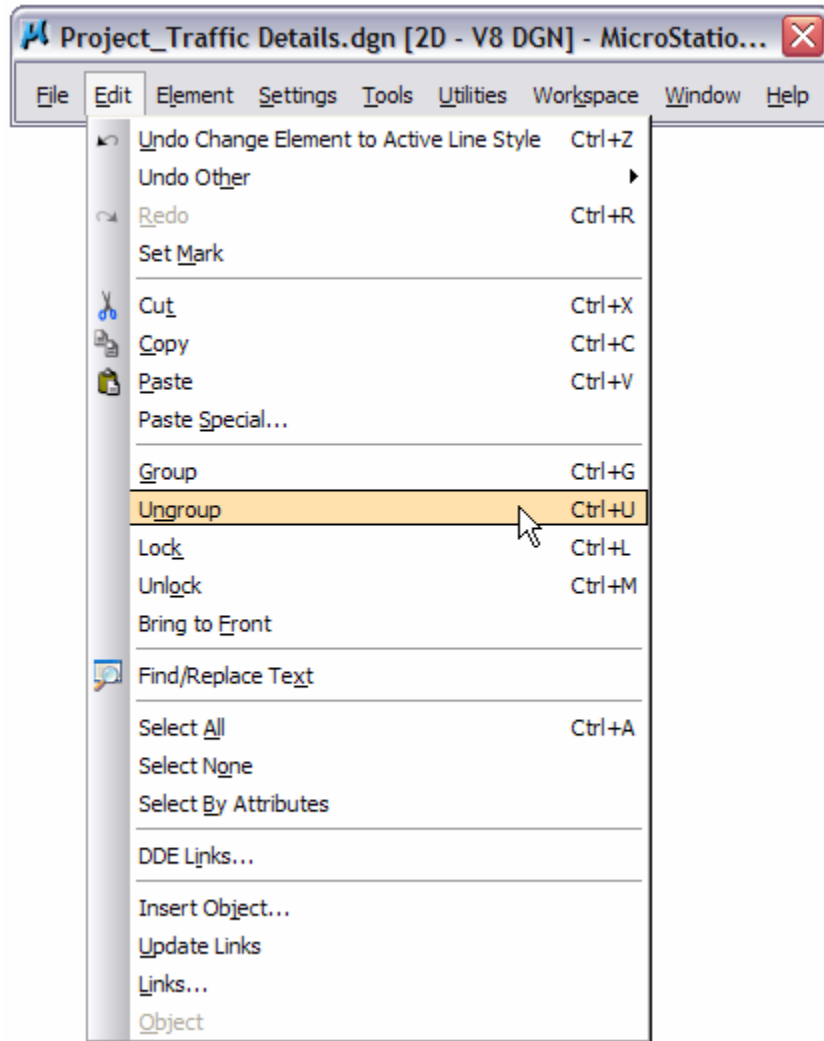 Project_Traffic Details.dgn [2D - V8 DGN] - MicroStatio...
File Edit Element Settings Tools Utilities Workspace Window Help
Undo Change Element to Active Line Style Ctrl+Z
Undo Other
Redo Ctrl+R
Set Mark
Cut Ctrl+X
Copy Ctrl+C
Paste Ctrl+V
Paste Special...
Group Ctrl+G
Ungroup Ctrl+U
Lock Ctrl+L
Unlock Ctrl+M
Bring to Front
Find/Replace Text
Select All Ctrl+A
Select None
Select By Attributes
DDE Links...
Insert Object...
Update Links
Links...
Object